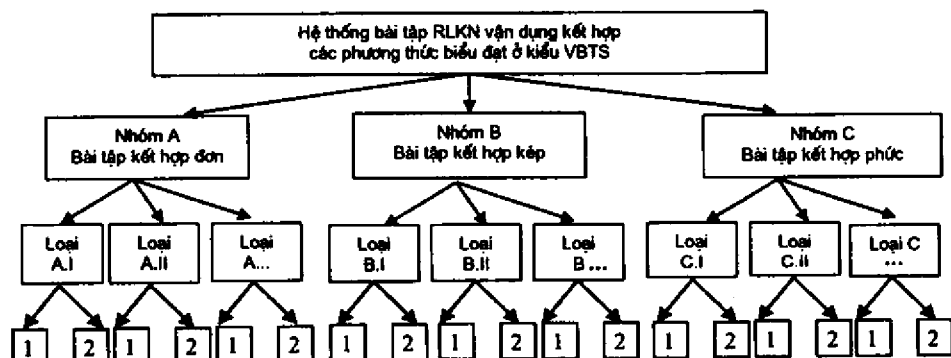 Hệ thống bài tập RLKN vận dụng kết hợp
các phương thức biểu đạt ở kiểu VBTS
Nhóm A
Bài tập kết hợp đơn
Nhóm B
Bài tập kết hợp kép
Nhóm C
Bài tập kết hợp phức
Loại
A.I
Loại
A.II
Loại
A...
Loại
B.I
Loại
B.II
Loại
B ...
Loại
C.I
Loại
C.II
Loại C
...
1 2 1 2 1 2 1 2 1 2 1 2 1 2 1 2 1 2